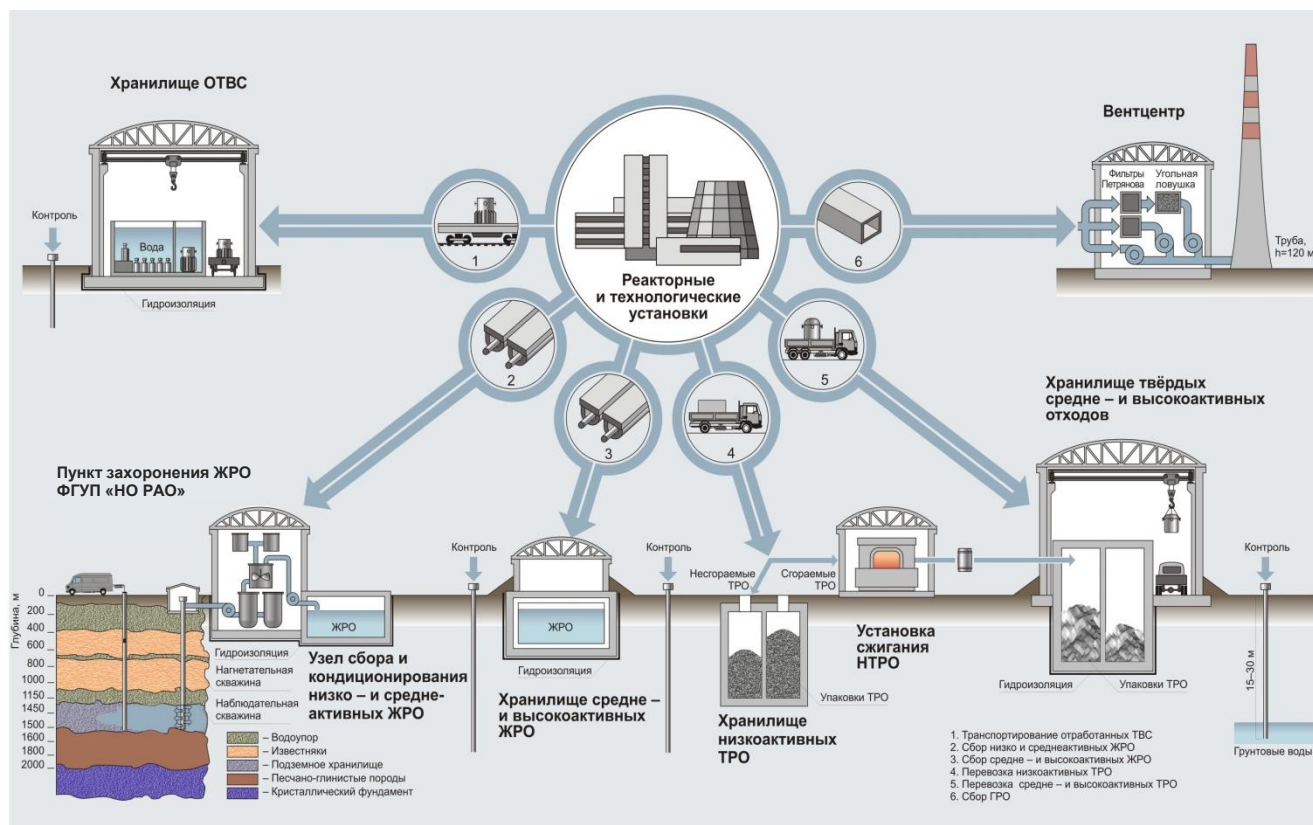 Хранилище ОТВС
Контроль
Вода
Гидроизоляция
1
Реакторные
и технологические
установки
6
Вентцентр
Фильтры
Петрянова
Угольная
ловушка
Труба,
h=120 м
2
3
4
5
Хранилище твёрдых
средне – и высокоактивных
отходов
Пункт захоронения ЖРО
ФГУП «НО РАО»
Глубина, м
0
200
400
600
800
1000
1150
1450
1500
1600
1800
2000
ЖРО
Гидроизоляция
Нагнетательная
скважина
Наблюдательная
скважина
– Водоупор
– Известняки
– Подземное хранилище
– Песчано-глинистые породы
– Кристаллический фундамент
Узел сбора и
кондиционирования
низко – и средне-
активных ЖРО
Контроль
ЖРО
Гидроизоляция
Хранилище средне –
и высокоактивных
ЖРО
Контроль
Несгораемые
ТРО
Сгораемые
ТРО
Упаковки ТРО
Хранилище
низкоактивных
ТРО
Установка
сжигания
НТРО
Гидроизоляция
Упаковки ТРО
Контроль
15–30 м
Грунтовые воды
1. Транспортирование отработанных ТВС
2. Сбор низко и среднеактивных ЖРО
3. Сбор средне – и высокоактивных ЖРО
4. Перевозка низкоактивных ТРО
5. Перевозка средне – и высокоактивных ТРО
6. Сбор ГРО